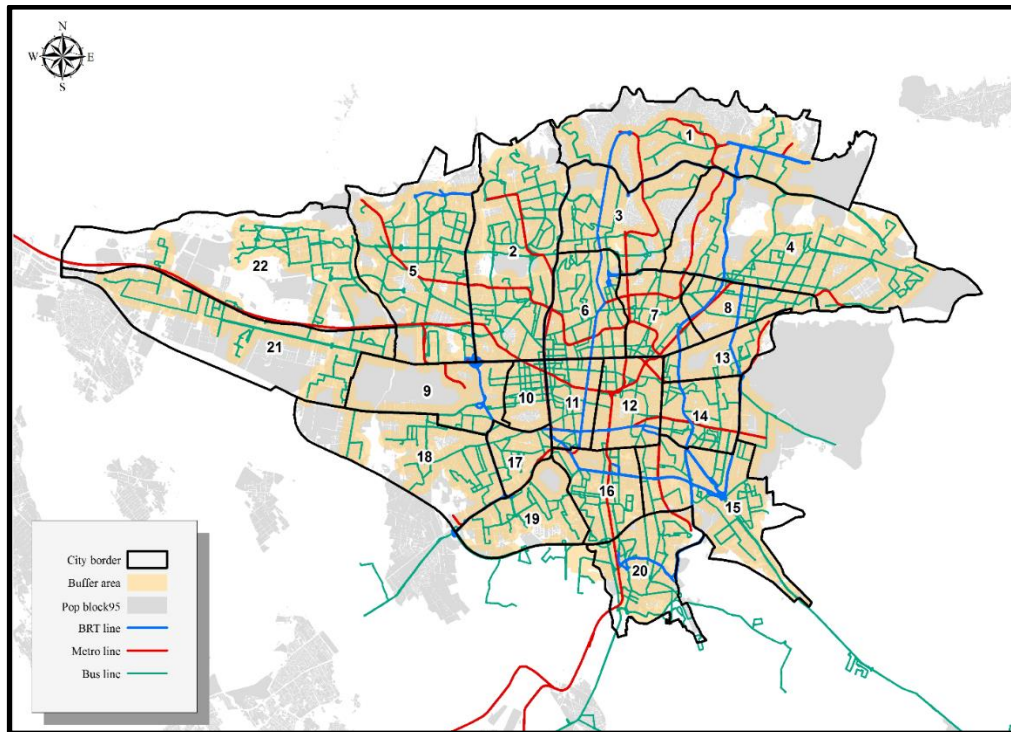 N
W E
S
1
3
4
2
22
5
6
7
8
21
13
9
10
11
12
14
18
17
16
15
19
20
City border
Buffer area
Pop block95
BRT line
Metro line
Bus line